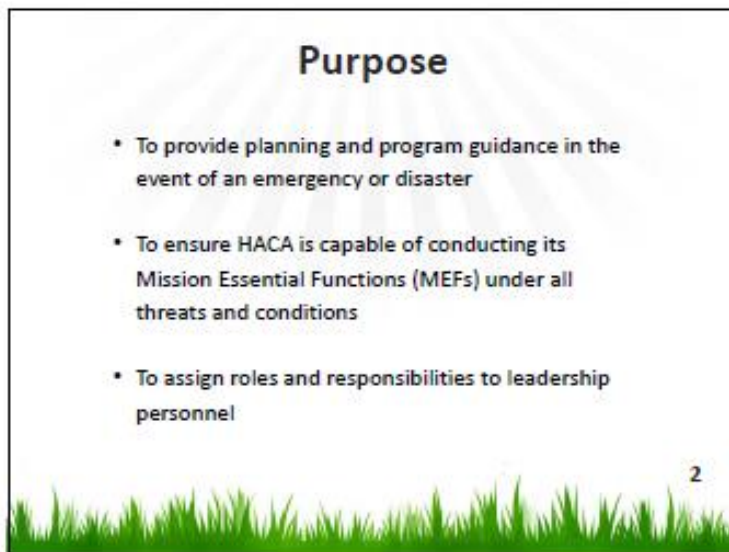 Purpose
• To provide planning and program guidance in the
event of an emergency or disaster
• To ensure HACA is capable of conducting its
Mission Essential Functions (MEFs) under all
threats and conditions
• To assign roles and responsibilities to leadership
personnel
2